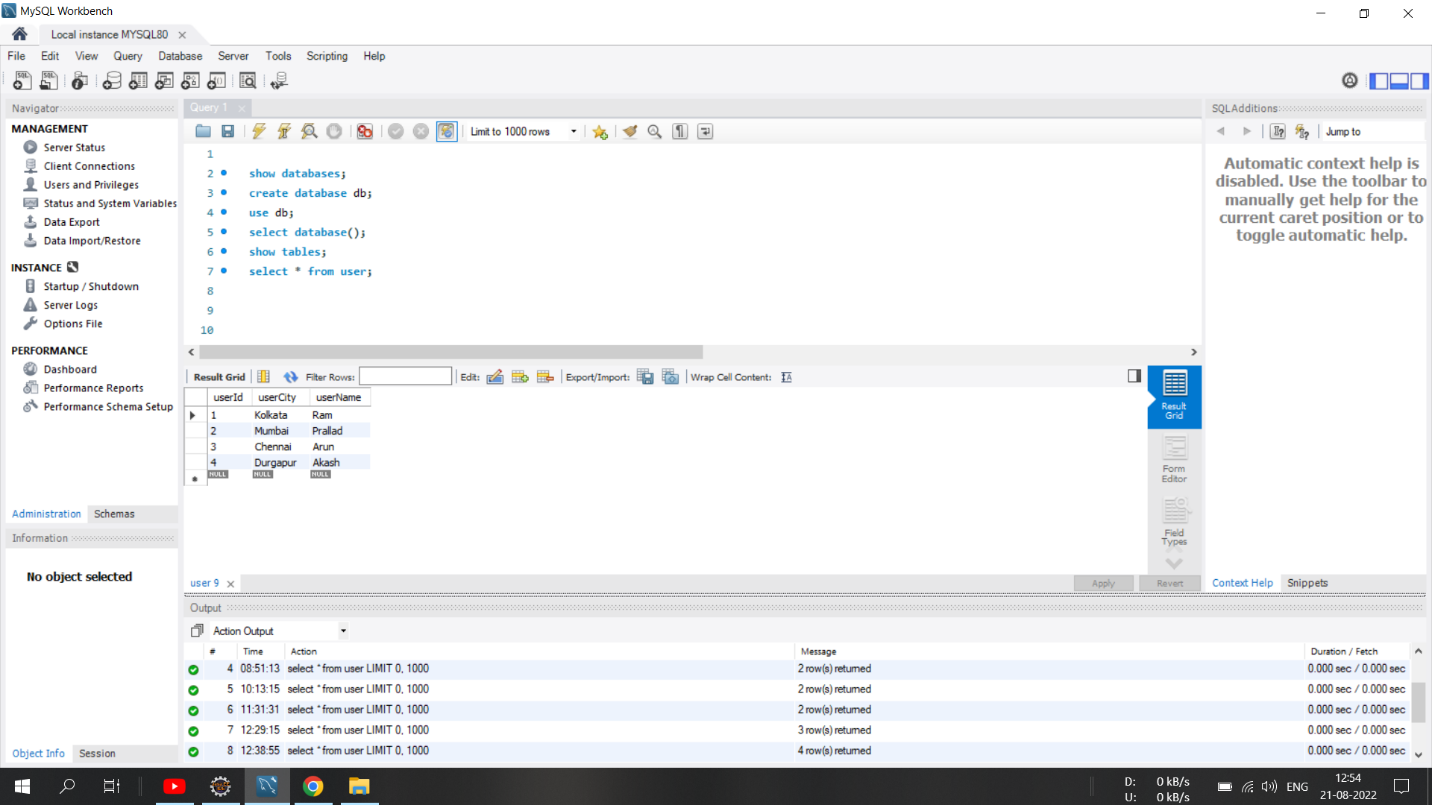 MySQL Workbench
Local instance MYSQL80
File Edit View Query Database Server Tools Scripting Help
Navigator
MANAGEMENT
Server Status
Client Connections
Users and Privileges
Status and System Variables
Data Export
Data Import/Restore
INSTANCE
Startup / Shutdown
Server Logs
Options File
PERFORMANCE
Dashboard
Performance Reports
Performance Schema Setup
Administration Schemas
Information
No object selected
Object Info Session
Query 1
Limit to 1000 rows
1
2 show databases;
3 create database db;
4 use db;
5 select database();
6 show tables;
7 select * from user;
8
9
10
Result Grid Filter Rows: Edit: Export/Import: Wrap Cell Content:
userId userCity userName
1 Kolkata Ram
2 Mumbai Prallad
3 Chennai Arun
4 Durgapur Akash
NULL NULL NULL
Result
Grid
Form
Editor
Field
Types
user 9 Apply Revert
SQLAdditions
Jump to
Automatic context help is
disabled. Use the toolbar to
manually get help for the
current caret position or to
toggle automatic help.
Context Help Snippets
Output
Action Output
# Time Action Message Duration / Fetch
4 08:51:13 select * from user LIMIT 0, 1000 2 row(s) returned 0.000 sec / 0.000 sec
5 10:13:15 select * from user LIMIT 0, 1000 2 row(s) returned 0.000 sec / 0.000 sec
6 11:31:31 select * from user LIMIT 0, 1000 2 row(s) returned 0.000 sec / 0.000 sec
7 12:29:15 select * from user LIMIT 0, 1000 3 row(s) returned 0.000 sec / 0.000 sec
8 12:38:55 select * from user LIMIT 0, 1000 4 row(s) returned 0.000 sec / 0.000 sec
D: 0 kB/s
U: 0 kB/s
ENG
12:54
21-08-2022